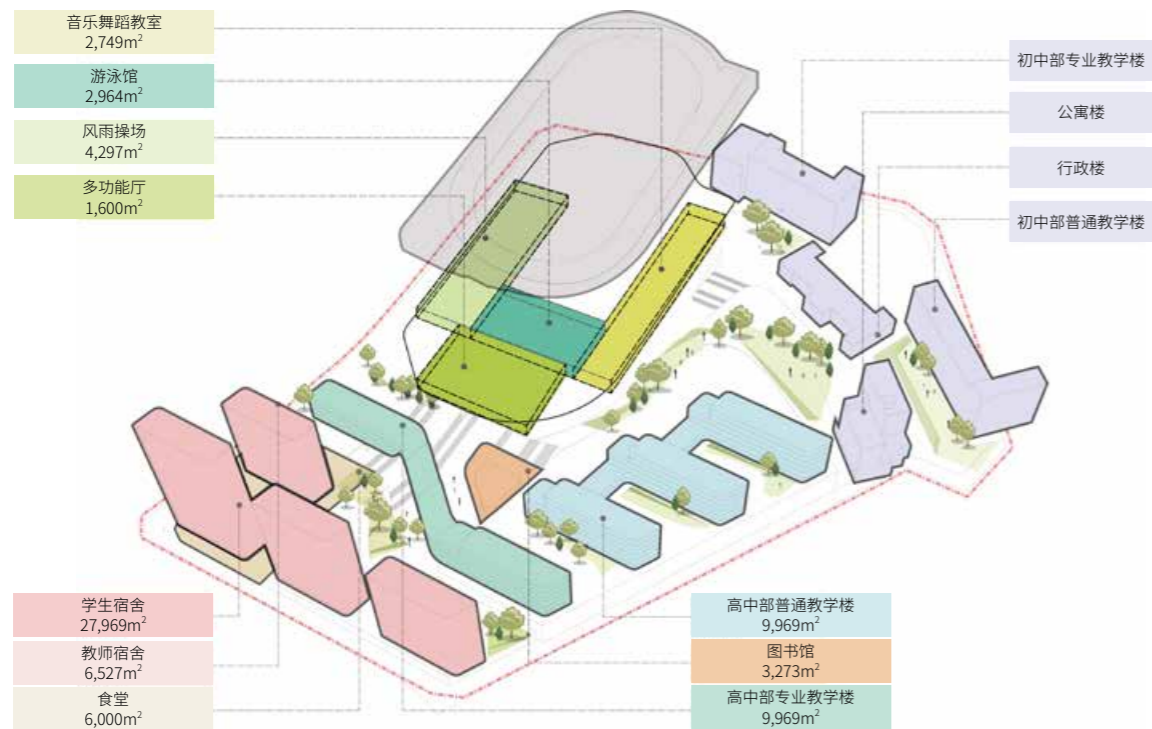 音乐舞蹈教室
2,749m²
游泳馆
2,964m²
风雨操场
4,297m²
多功能厅
1,600m²
初中部专业教学楼
公寓楼
行政楼
初中部普通教学楼
学生宿舍
27,969m²
教师宿舍
6,527m²
食堂
6,000m²
高中部普通教学楼
9,969m²
图书馆
3,273m²
高中部专业教学楼
9,969m²